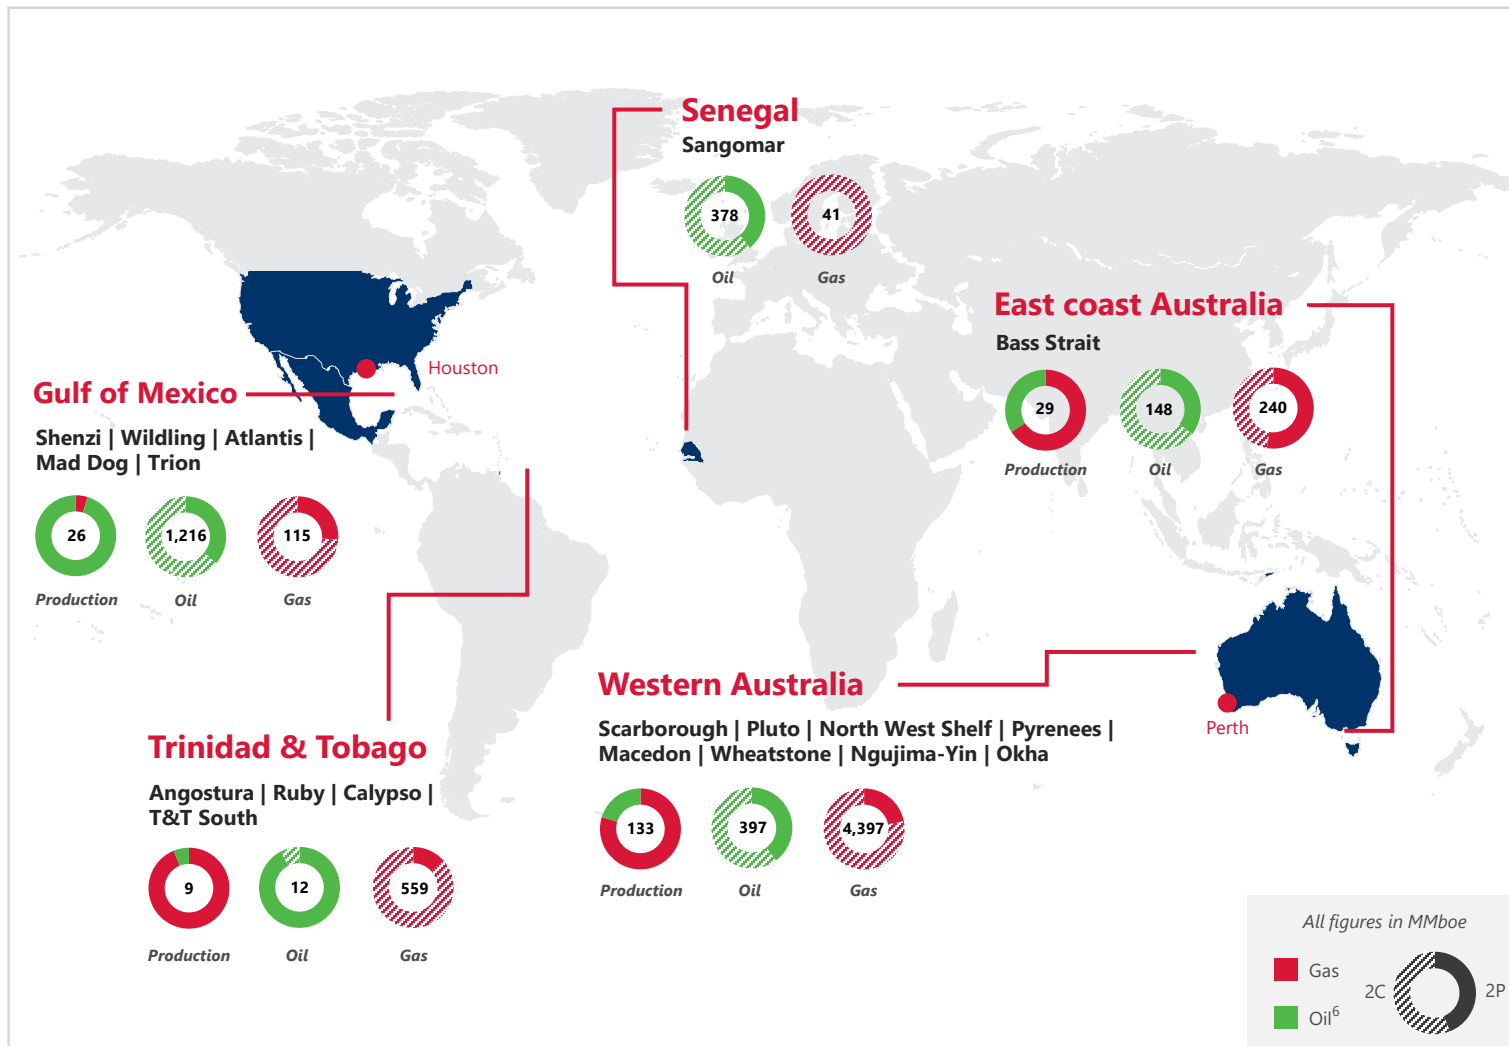 Senegal
Sangomar
378
41
Oil
Gas
East coast Australia
Bass Strait
29
148
240
Production
Oil
Gas
Houston
Gulf of Mexico
Shenzi | Wildling | Atlantis |
Mad Dog | Trion
26
1,216
115
Production
Oil
Gas
Western Australia
Scarborough | Pluto | North West Shelf | Pyrenees |
Macedon | Wheatstone | Ngujima-Yin | Okha
133
397
4,397
Production
Oil
Gas
Perth
Trinidad & Tobago
Angostura | Ruby | Calypso |
T&T South
9
12
559
Production
Oil
Gas
All figures in MMboe
Gas
Oil6
2C
2P